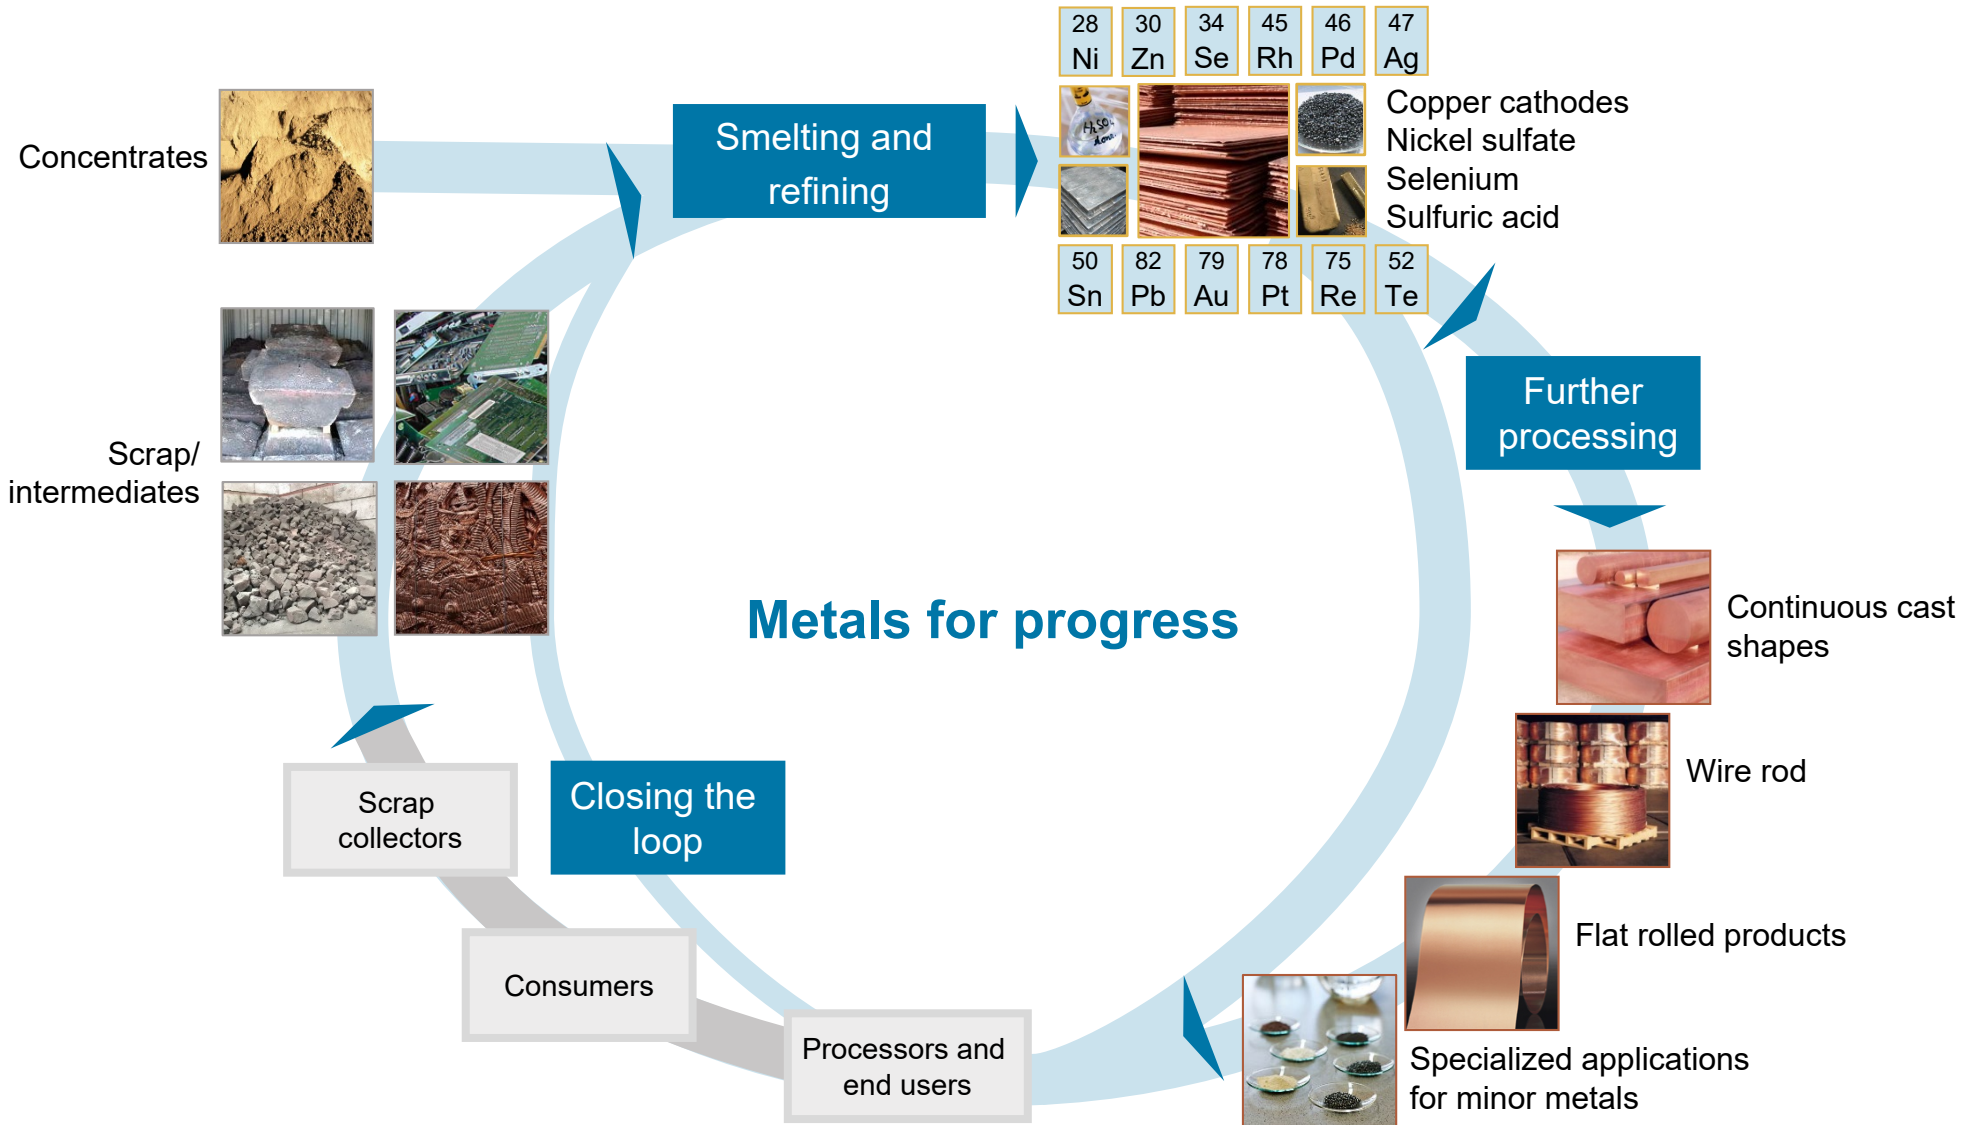 28
Ni
30
Zn
34
Se
45
Rh
46
Pd
47
Ag
Concentrates
Smelting and
refining
Copper cathodes
Nickel sulfate
Selenium
Sulfuric acid
50
Sn
82
Pb
79
Au
78
Pt
75
Re
52
Te
Further
processing
Scrap/
intermediates
Metals for progress
Continuous cast
shapes
Wire rod
Scrap
collectors
Closing the
loop
Flat rolled products
Consumers
Processors and
end users
Specialized applications
for minor metals